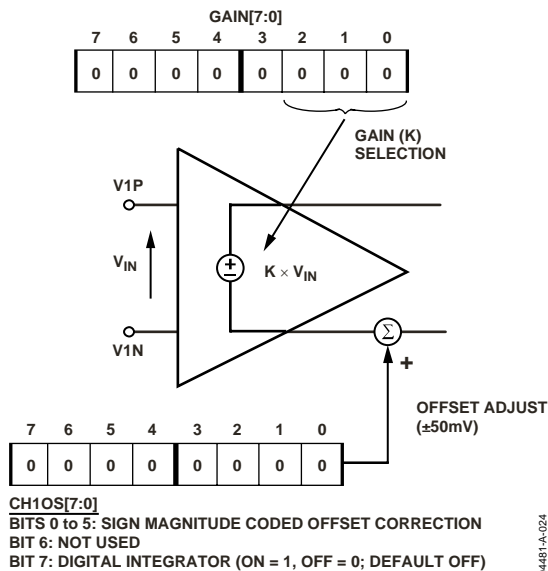 GAIN[7:0]
7 6 5 4 3 2 1 0
0 0 0 0 0 0 0 0
GAIN (K)
SELECTION
V1P
VIN
K × VIN
V1N
Σ
+
OFFSET ADJUST
(±50mV)
7 6 5 4 3 2 1 0
0 0 0 0 0 0 0 0
CH1OS[7:0]
BITS 0 to 5: SIGN MAGNITUDE CODED OFFSET CORRECTION
BIT 6: NOT USED
BIT 7: DIGITAL INTEGRATOR (ON = 1, OFF = 0; DEFAULT OFF)
04481-A-024